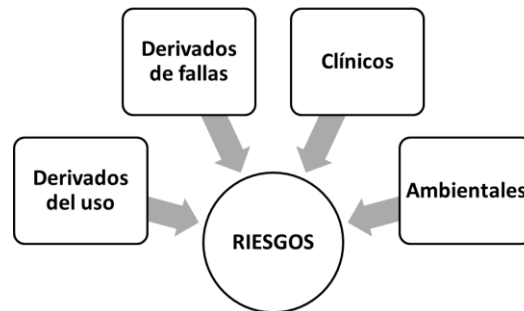 Derivados
de fallas
Clínicos
Derivados
del uso
Ambientales
RIESGOS